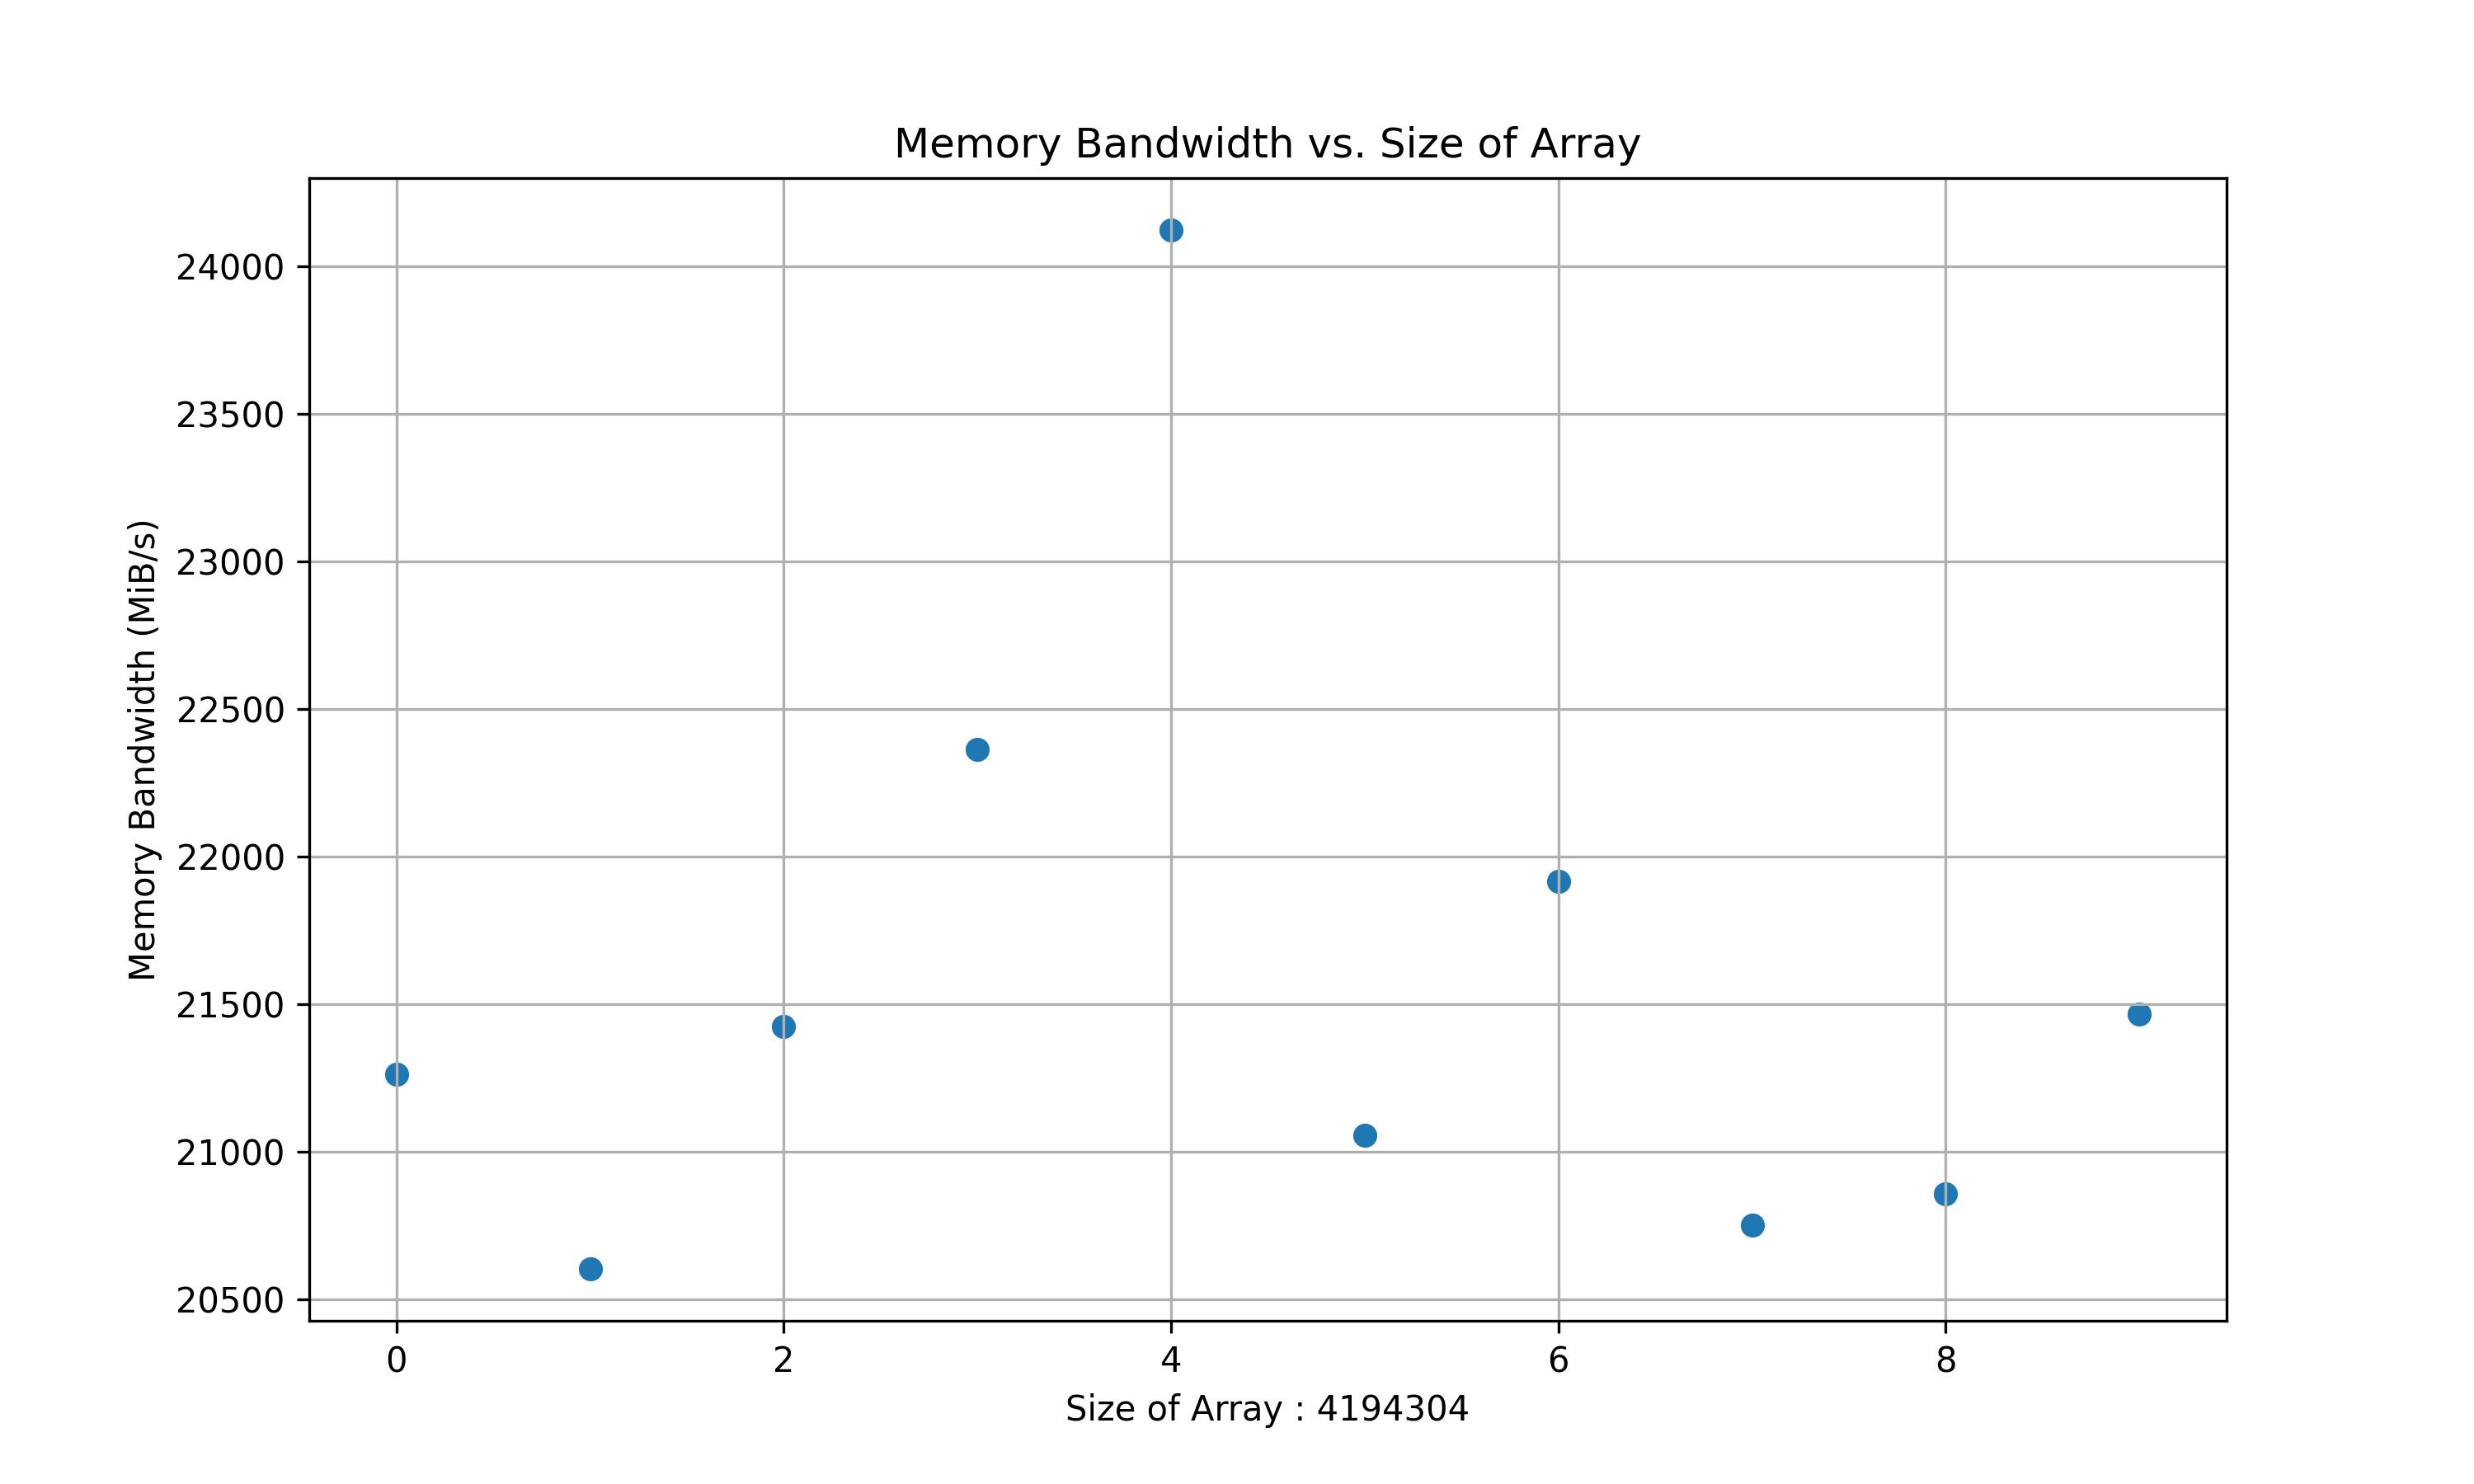 Memory Bandwidth vs. Size of Array
Memory Bandwidth (MiB/s)
24000
23500
23000
22500
22000
21500
21000
20500
0 2 4 6 8
Size of Array : 4194304